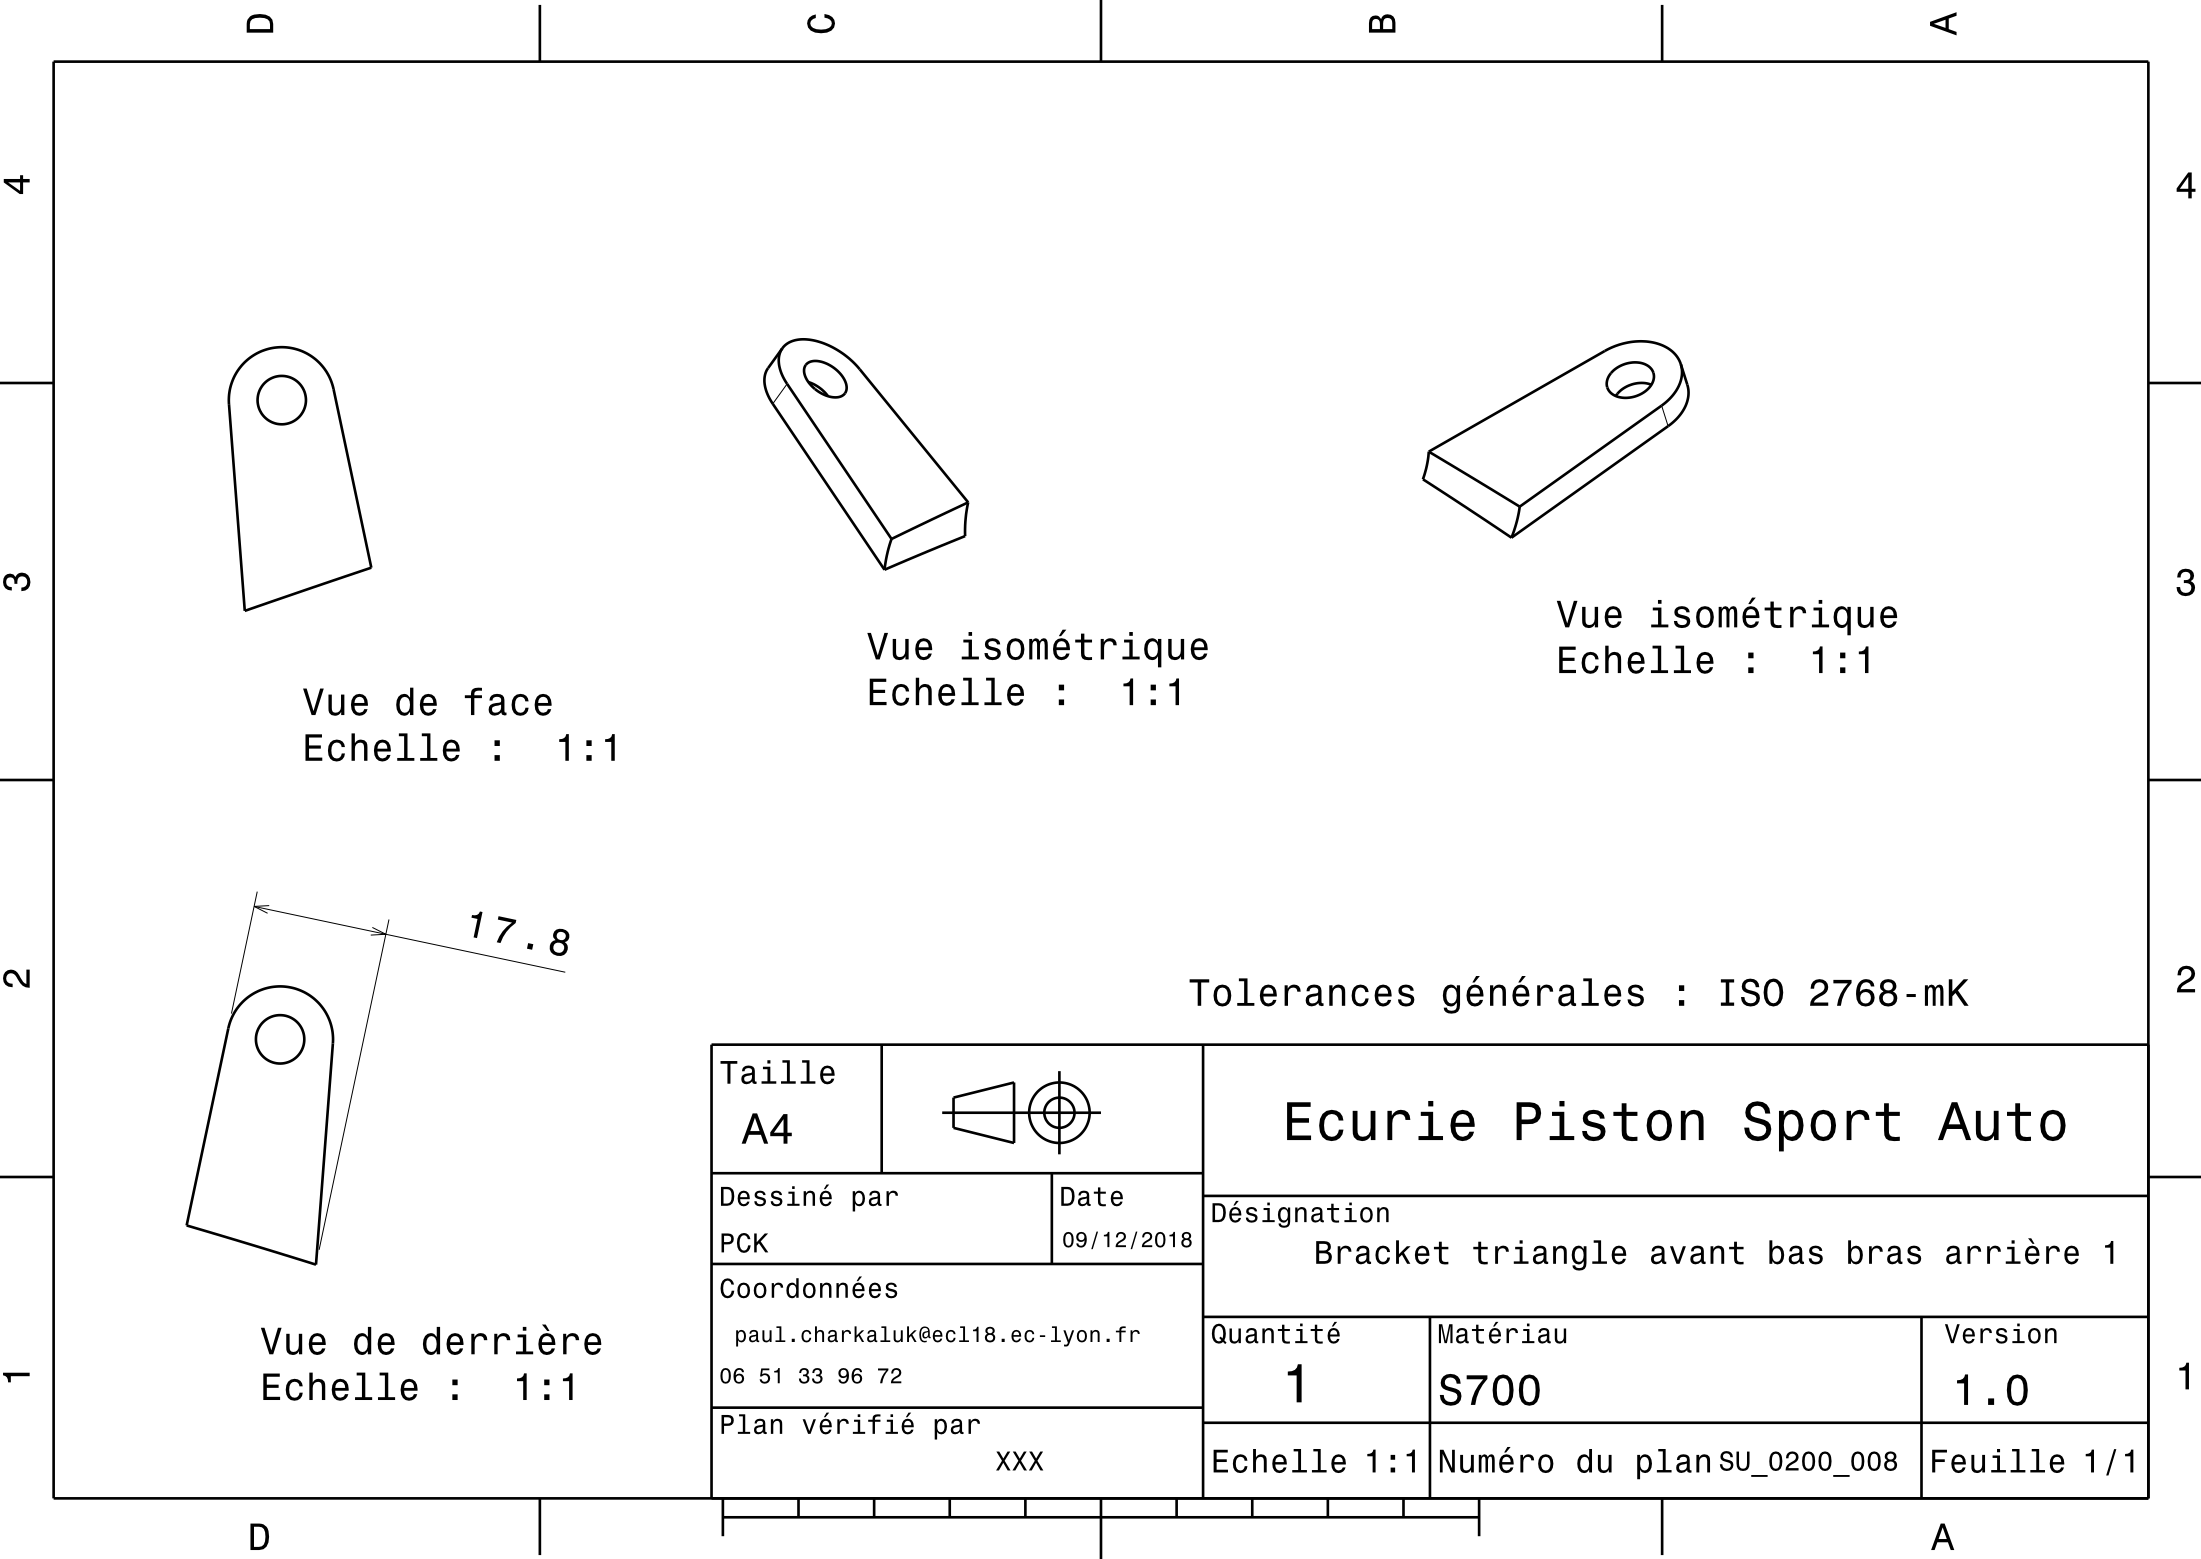 D C B A
4 4
Vue isométrique
Echelle : 1:1
3 3
Vue isométrique
Echelle : 1:1
Vue de face
Echelle : 1:1
17.8
2 2
Tolerances générales : ISO 2768-mK
Taille
A4
Ecurie Piston Sport Auto
Dessiné par
PCK
Date
09/12/2018
Désignation
Bracket triangle avant bas bras arrière 1
Coordonnées
paul.charkaluk@ecl18.ec-lyon.fr
06 51 33 96 72
Quantité
1
Matériau
S700
Version
1.0
Vue de derrière
Echelle : 1:1
1 1
Plan vérifié par
XXX
Echelle 1:1
Numéro du plan SU_0200_008
Feuille 1/1
D A